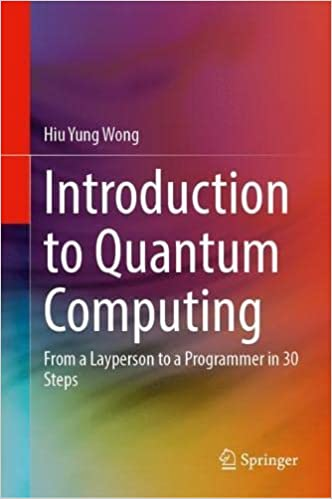 Hiu Yung Wong
Introduction
to Quantum
Computing
From a Layperson to a Programmer in 30
Steps
Springer